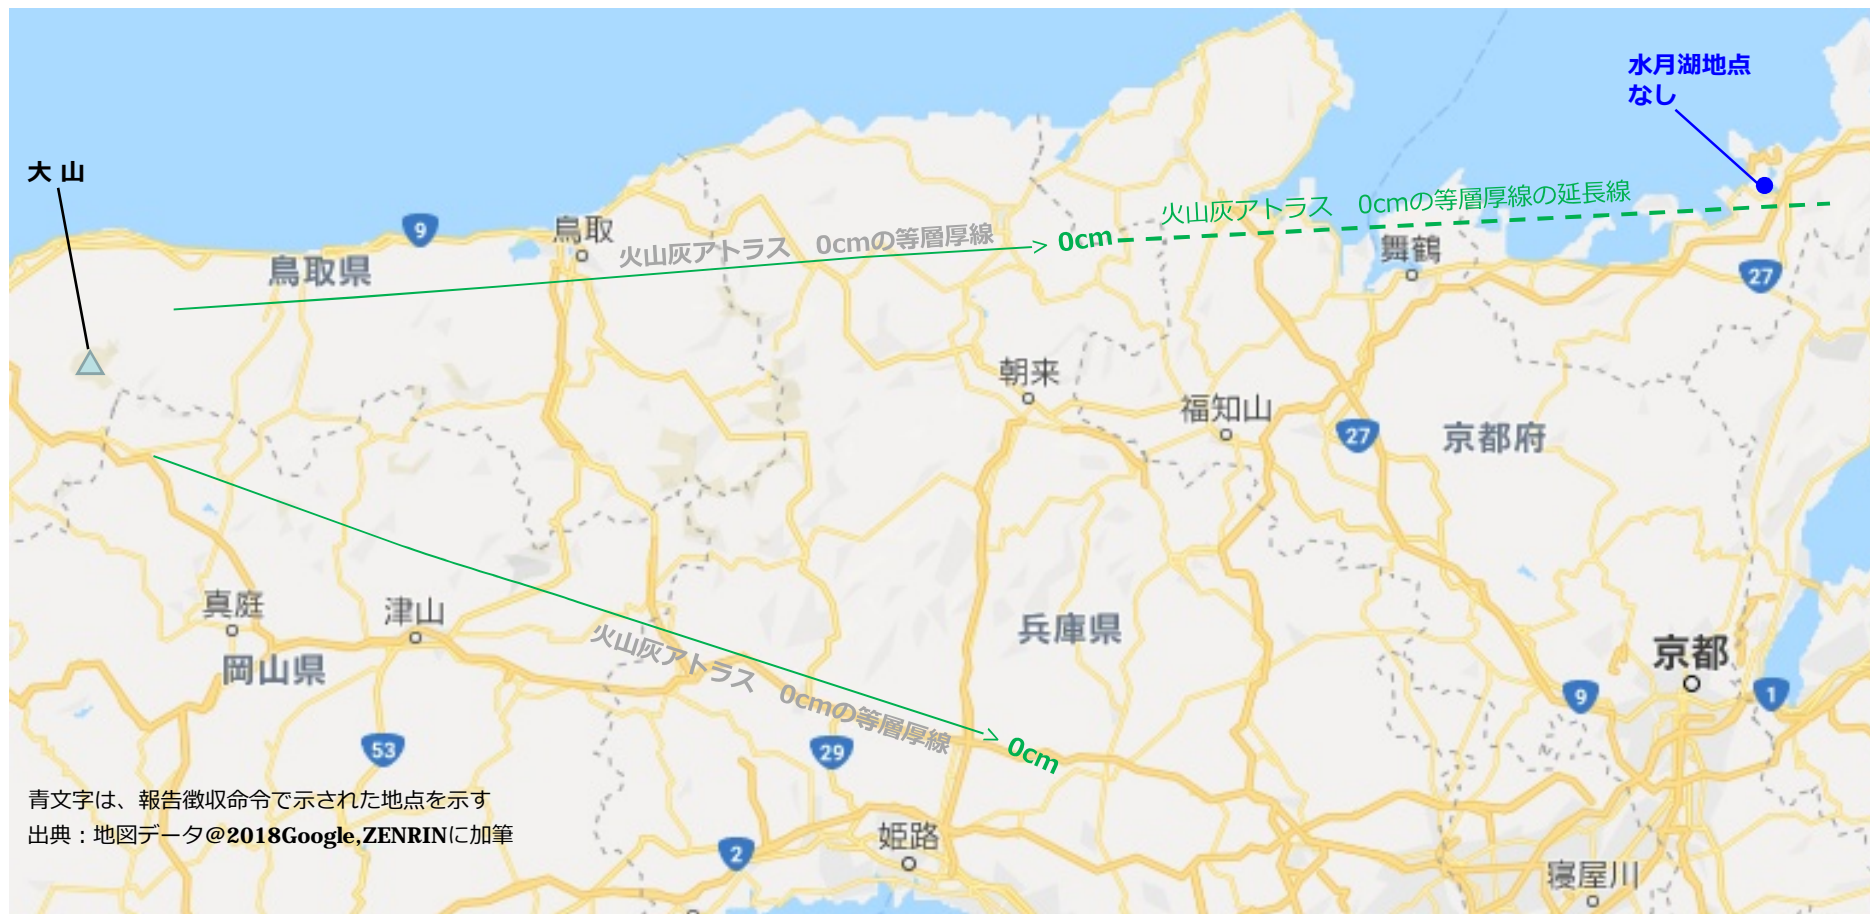 水月湖地点
なし
大 山
9
鳥取
鳥取県
火山灰アトラス 0cmの等層厚線
0cm
火山灰アトラス 0cmの等層厚線の延長線
舞鶴
27
朝来
福知山
27
京都府
真庭
津山
岡山県
火山灰アトラス 0cmの等層厚線
0cm
兵庫県
京都
9
1
53
29
青文字は、報告徴収命令で示された地点を示す
出典：地図データ@2018Google,ZENRINに加筆
2
姫路
寝屋川